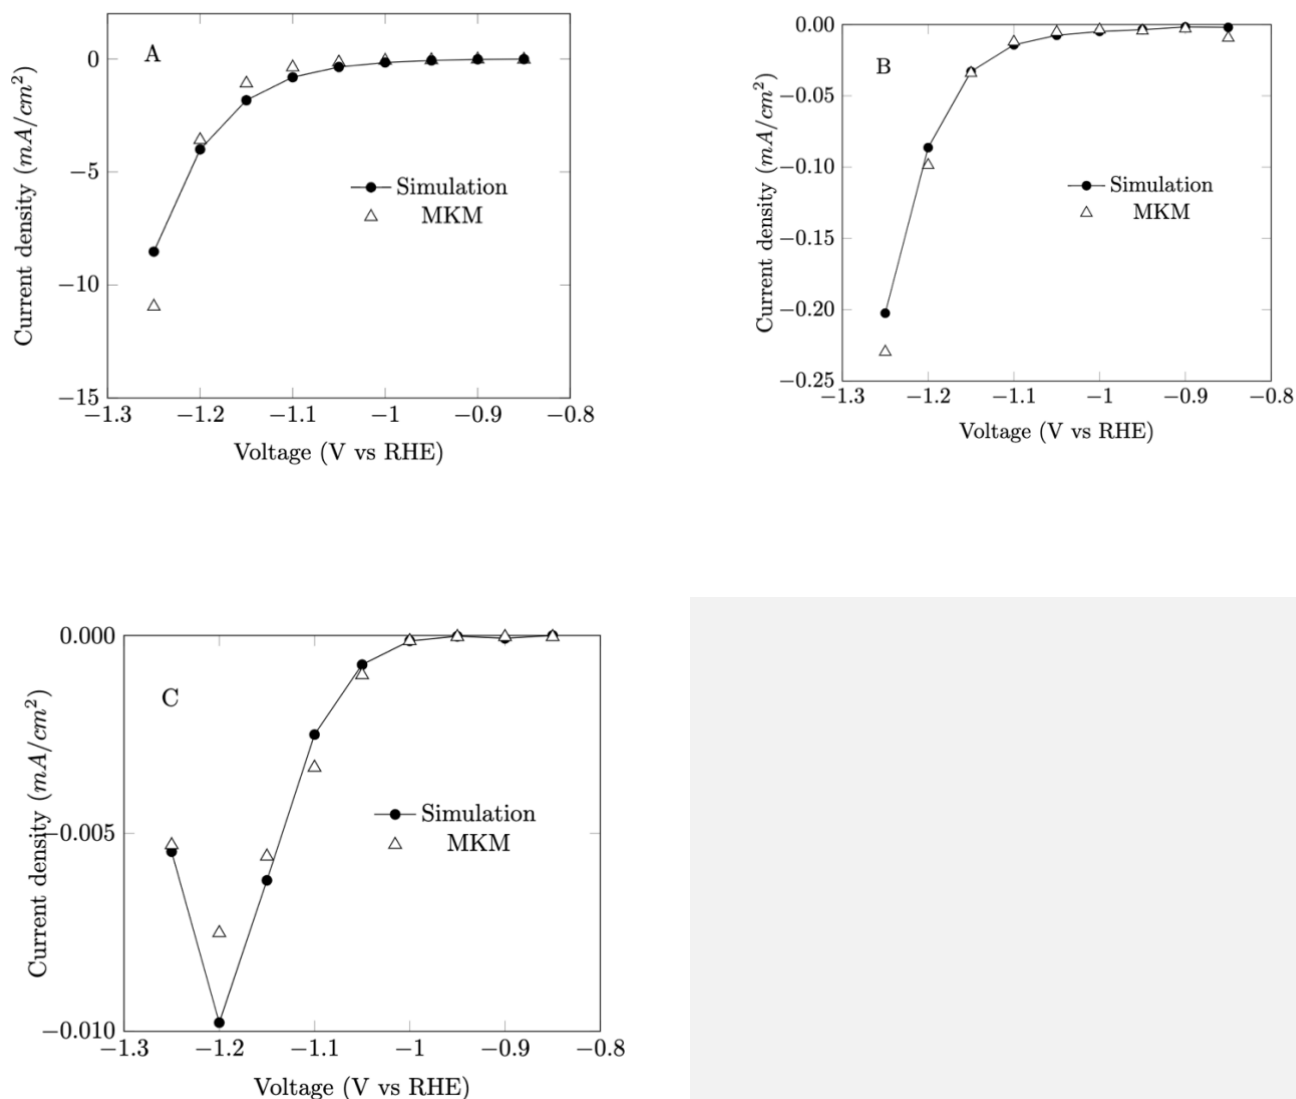 A
0
−5
−10
−15
−1.3 −1.2 −1.1 −1 −0.9 −0.8
Current density (mA/cm²)
Voltage (V vs RHE)
Simulation
MKM
B
0.00
−0.05
−0.10
−0.15
−0.20
−0.25
−1.3 −1.2 −1.1 −1 −0.9 −0.8
Current density (mA/cm²)
Voltage (V vs RHE)
Simulation
MKM
C
0.000
−0.005
−0.010
−1.3 −1.2 −1.1 −1 −0.9 −0.8
Current density (mA/cm²)
Voltage (V vs RHE)
Simulation
MKM